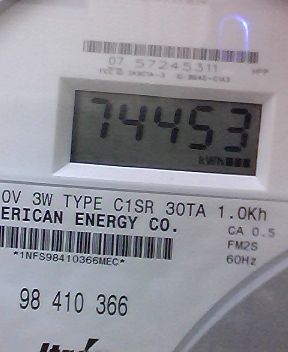 07 57245311
74453
kWh
0V 3W TYPE C1SR 30TA 1.0Kh
ERICAN ENERGY CO.
CA 0.5
FM2S
*1NFS98410366MEC*
60Hz
98 410 366